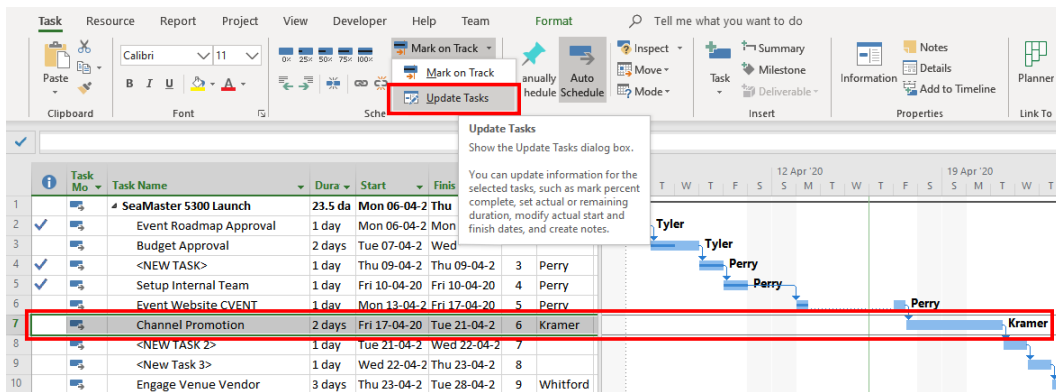 Task Resource Report Project View Developer Help Team Format Tell me what you want to do
Paste
Clipboard
Calibri 11
B I U A
Font
0% 25% 50% 75% 100%
Mark on Track
Mark on Track
Update Tasks
Sche
anually
hedule
Auto
Schedule
Inspect
Move
Mode
Task
Summary
Milestone
Deliverable
Insert
Information
Notes
Details
Add to Timeline
Properties
Planner
Link To
Update Tasks
Show the Update Tasks dialog box.
You can update information for the
selected tasks, such as mark percent
complete, set actual or remaining
duration, modify actual start and
finish dates, and create notes.
Task
Mo Task Name Dura Start Finis
12 Apr '20 19 Apr '20
T W T F S S M T W T F S S M T W T
1 SeaMaster 5300 Launch 23.5 da Mon 06-04-2 Thu
2 Event Roadmap Approval 1 day Mon 06-04-2 Mon Tyler
3 Budget Approval 2 days Tue 07-04-2 Wed Tyler
4 <NEW TASK> 1 day Thu 09-04-2 Thu 09-04-2 3 Perry Perry
5 Setup Internal Team 1 day Fri 10-04-20 Fri 10-04-20 4 Perry Perry
6 Event Website CVENT 1 day Mon 13-04-2 Fri 17-04-20 5 Perry Perry
7 Channel Promotion 2 days Fri 17-04-20 Tue 21-04-2 6 Kramer Kramer
8 <NEW TASK 2> 1 day Tue 21-04-2 Wed 22-04-2 7
9 <New Task 3> 1 day Wed 22-04-2 Thu 23-04-2 8
10 Engage Venue Vendor 3 days Thu 23-04-2 Tue 28-04-2 9 Whitford